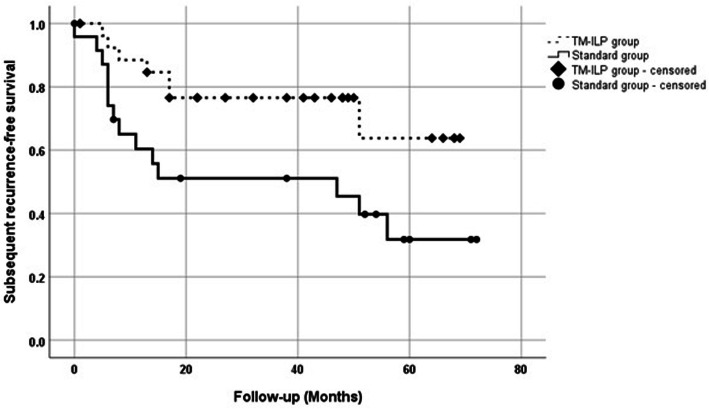 1.0
0.8
0.6
0.4
0.2
0.0
Subsequent recurrence-free survival
0 20 40 60 80
Follow-up (Months)
TM-ILP group
Standard group
TM-ILP group - censored
Standard group - censored